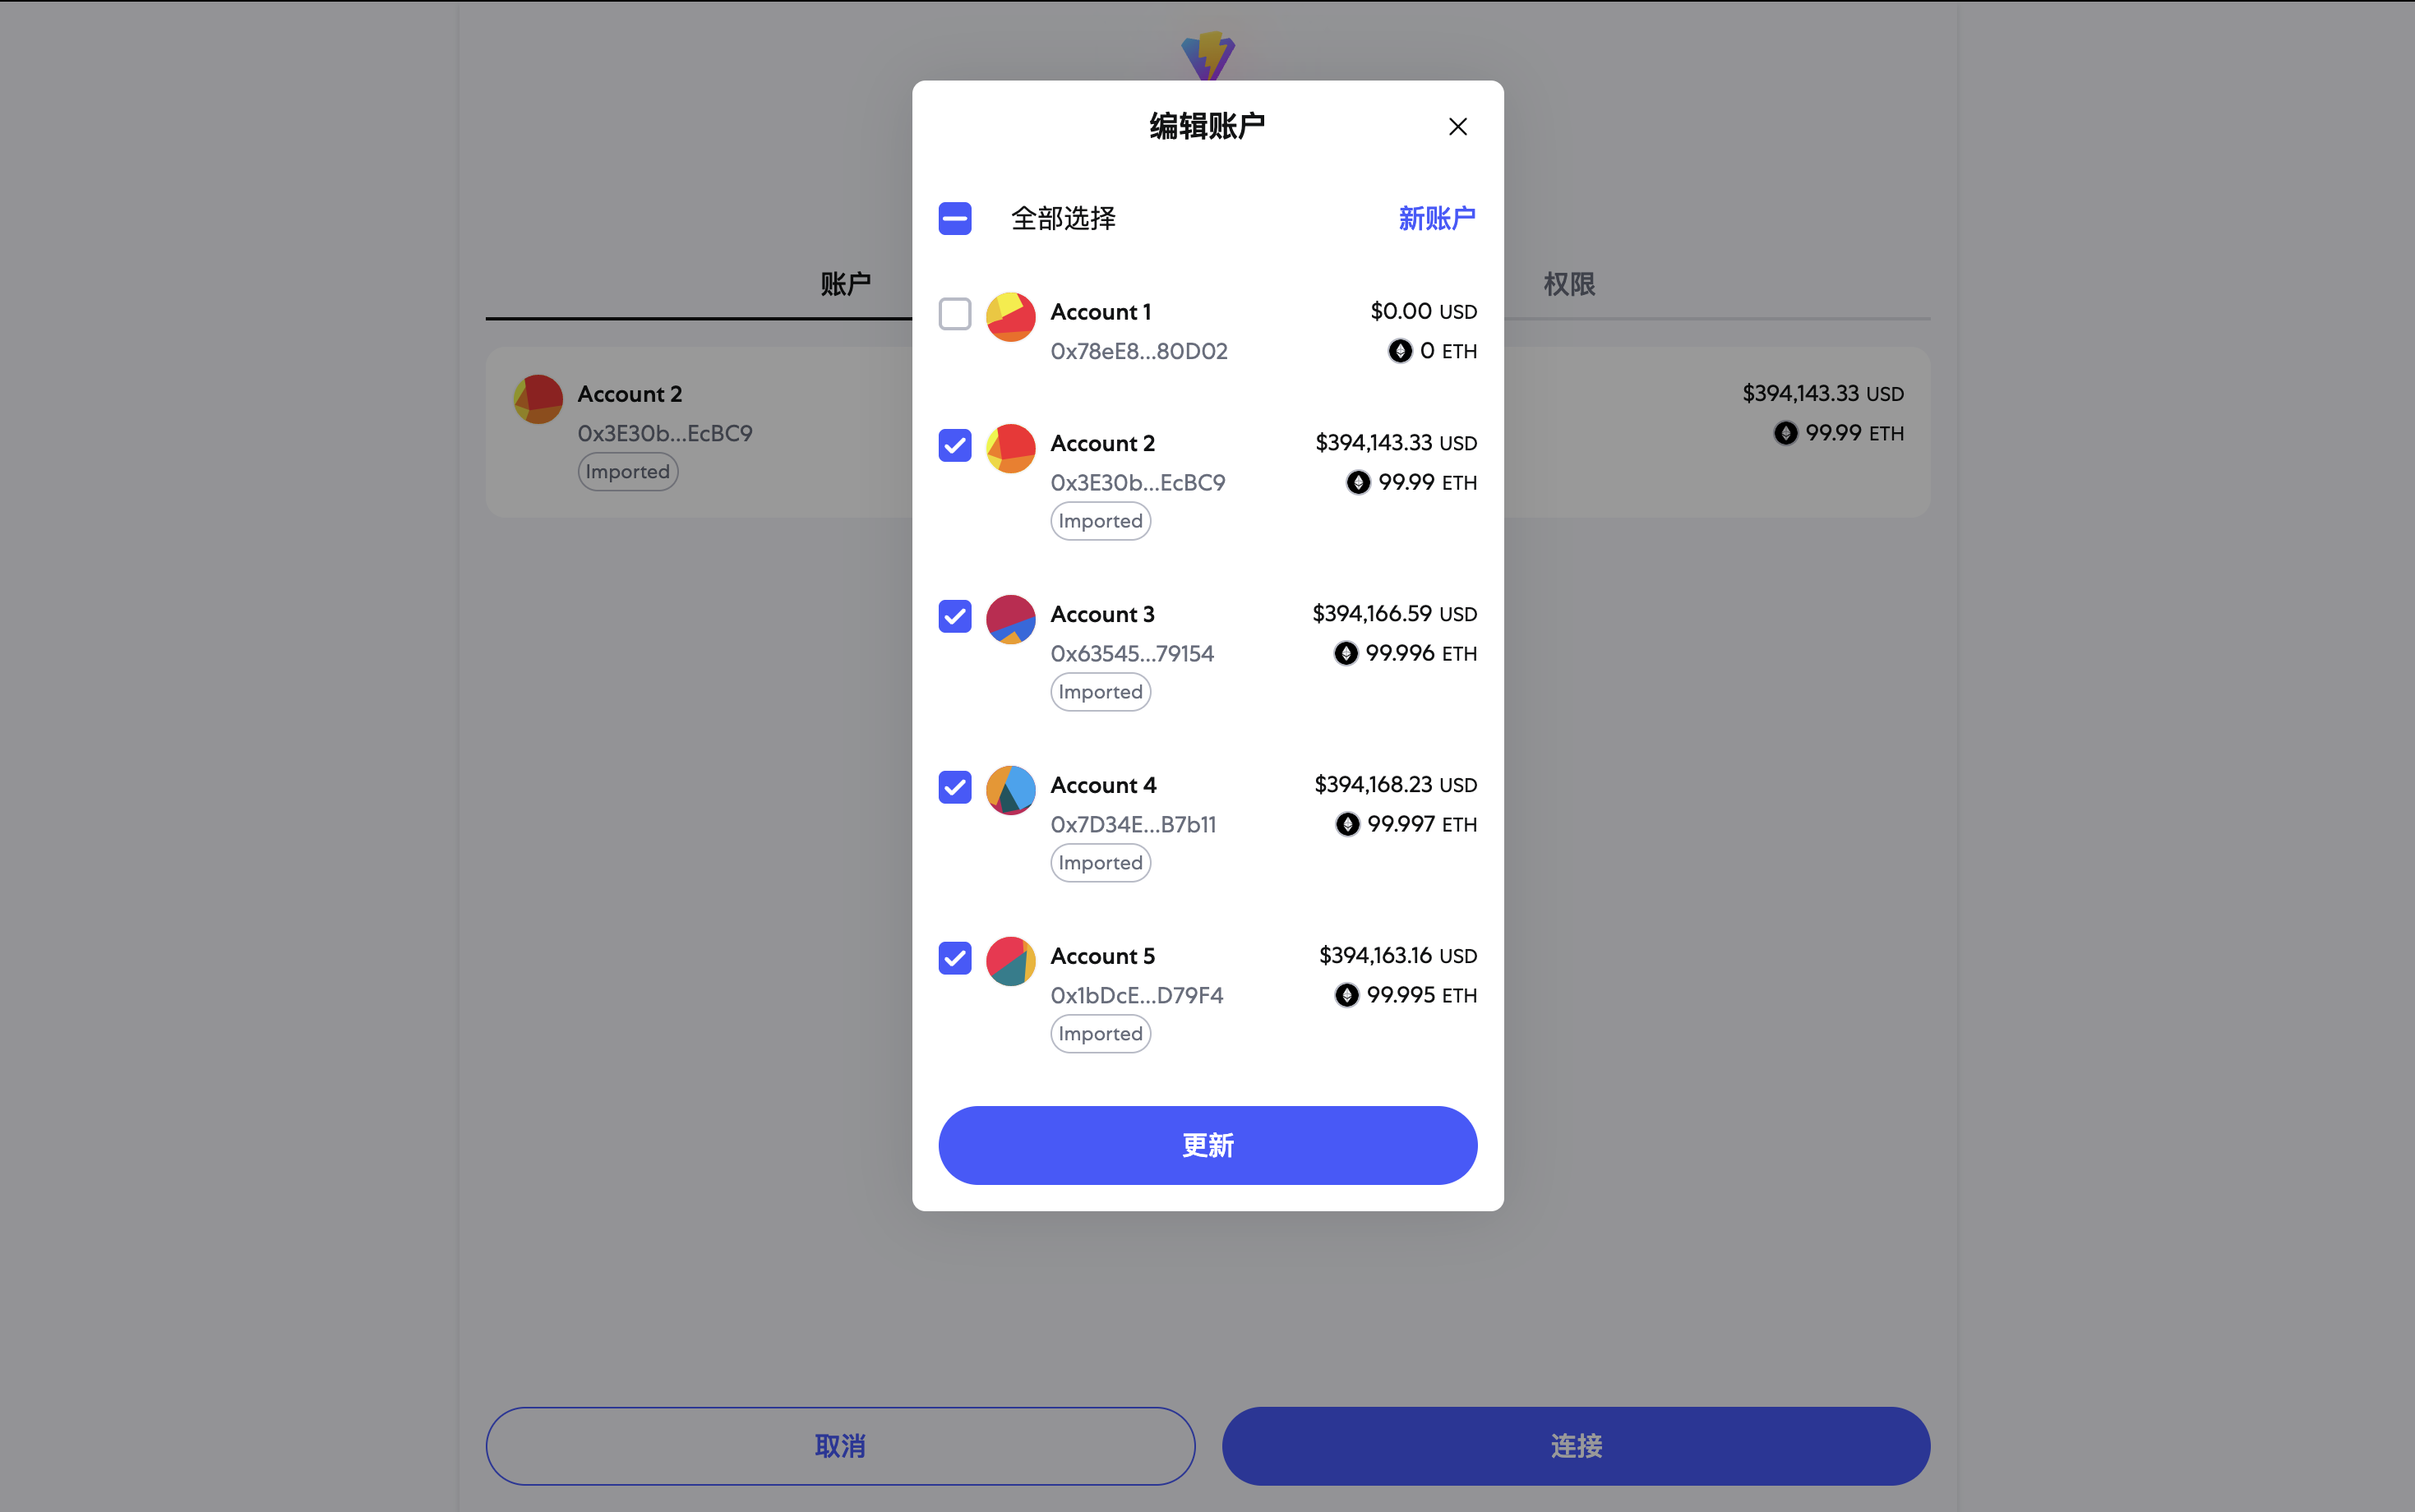 编辑账户
全部选择 新账户
Account 1 $0.00 USD
0x78eE8...80D02 0 ETH
Account 2 $394,143.33 USD
0x3E30b...EcBC9 99.99 ETH
Imported
Account 3 $394,166.59 USD
0x63545...79154 99.996 ETH
Imported
Account 4 $394,168.23 USD
0x7D34E...B7b11 99.997 ETH
Imported
Account 5 $394,163.16 USD
0x1bDcE...D79F4 99.995 ETH
Imported
更新
账户 权限
Account 2 $394,143.33 USD
0x3E30b...EcBC9 99.99 ETH
Imported
取消 连接